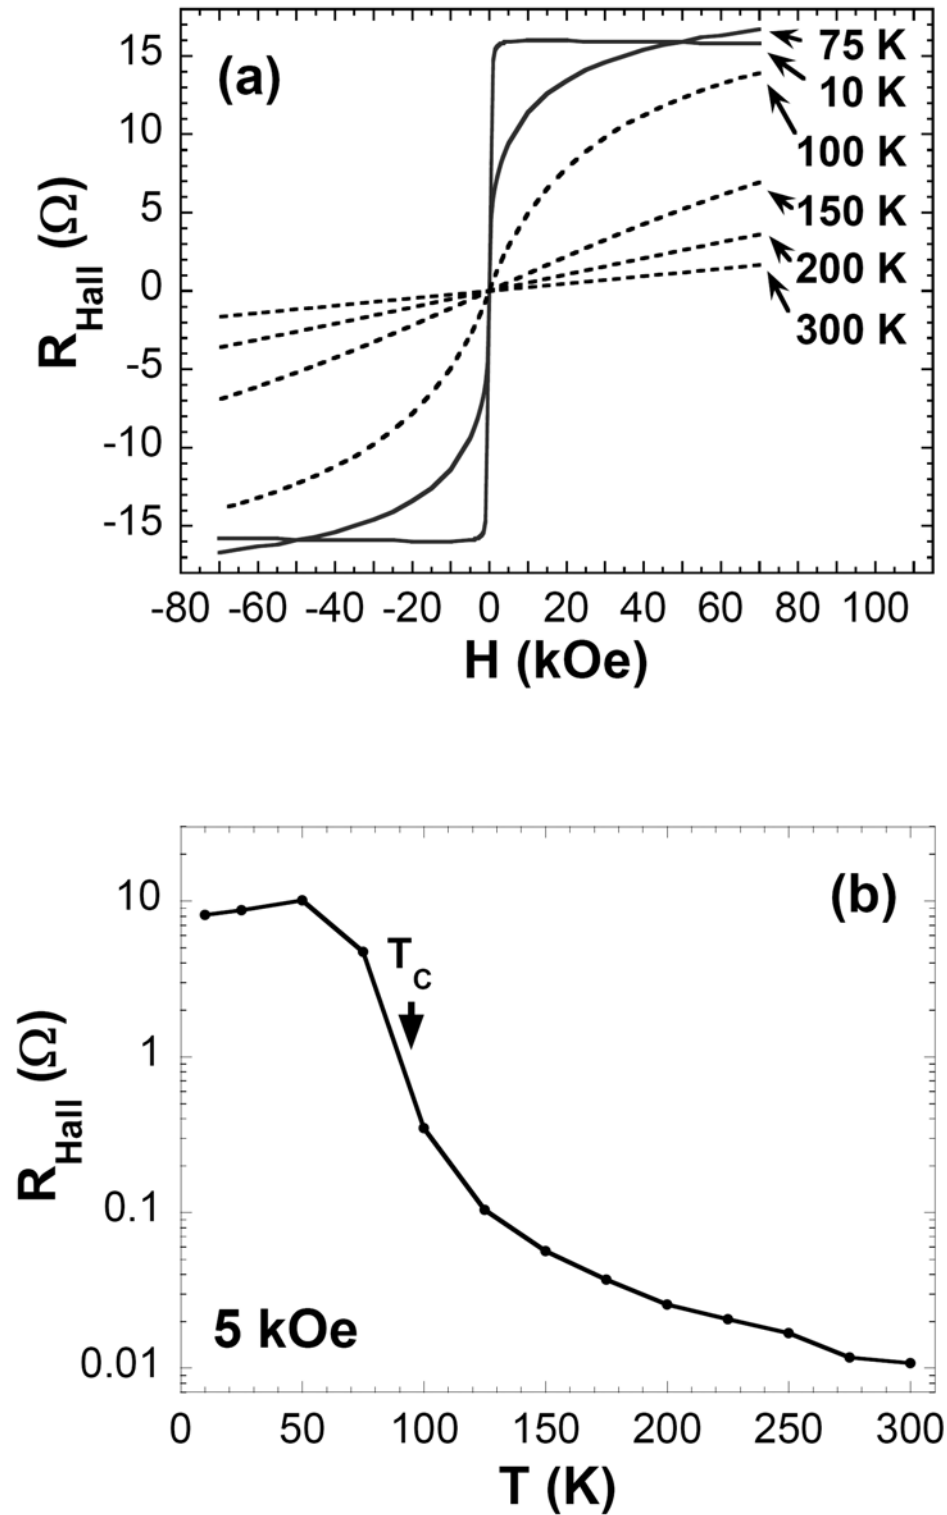 (a)
15
10
5
0
-5
-10
-15
R_Hall (Ω)
75 K
10 K
100 K
150 K
200 K
300 K
-80 -60 -40 -20 0 20 40 60 80 100
H (kOe)
(b)
10
1
0.1
0.01
R_Hall (Ω)
T_C
5 kOe
0 50 100 150 200 250 300
T (K)